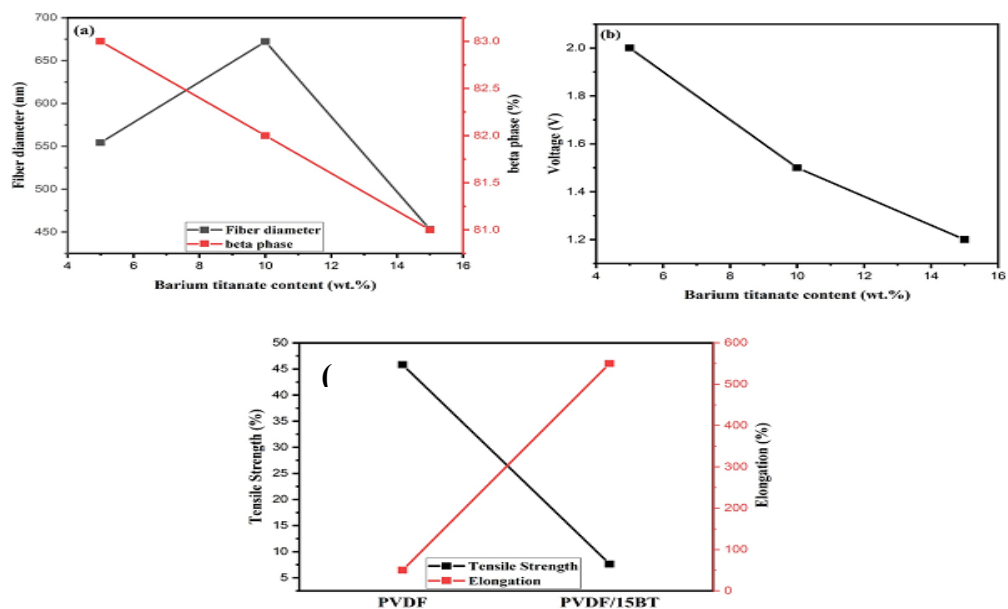 (a)
700
650
600
550
500
450
Fiber diameter (nm)
83.0
82.5
82.0
81.5
81.0
beta phase (%)
Fiber diameter
beta phase
4 6 8 10 12 14 16
Barium titanate content (wt.%)
(b)
2.0
1.8
1.6
1.4
1.2
Voltage (V)
4 6 8 10 12 14 16
Barium titanate content (wt.%)
(
50
45
40
35
30
25
20
15
10
5
Tensile Strength (%)
600
500
400
300
200
100
0
Elongation (%)
Tensile Strength
Elongation
PVDF PVDF/15BT